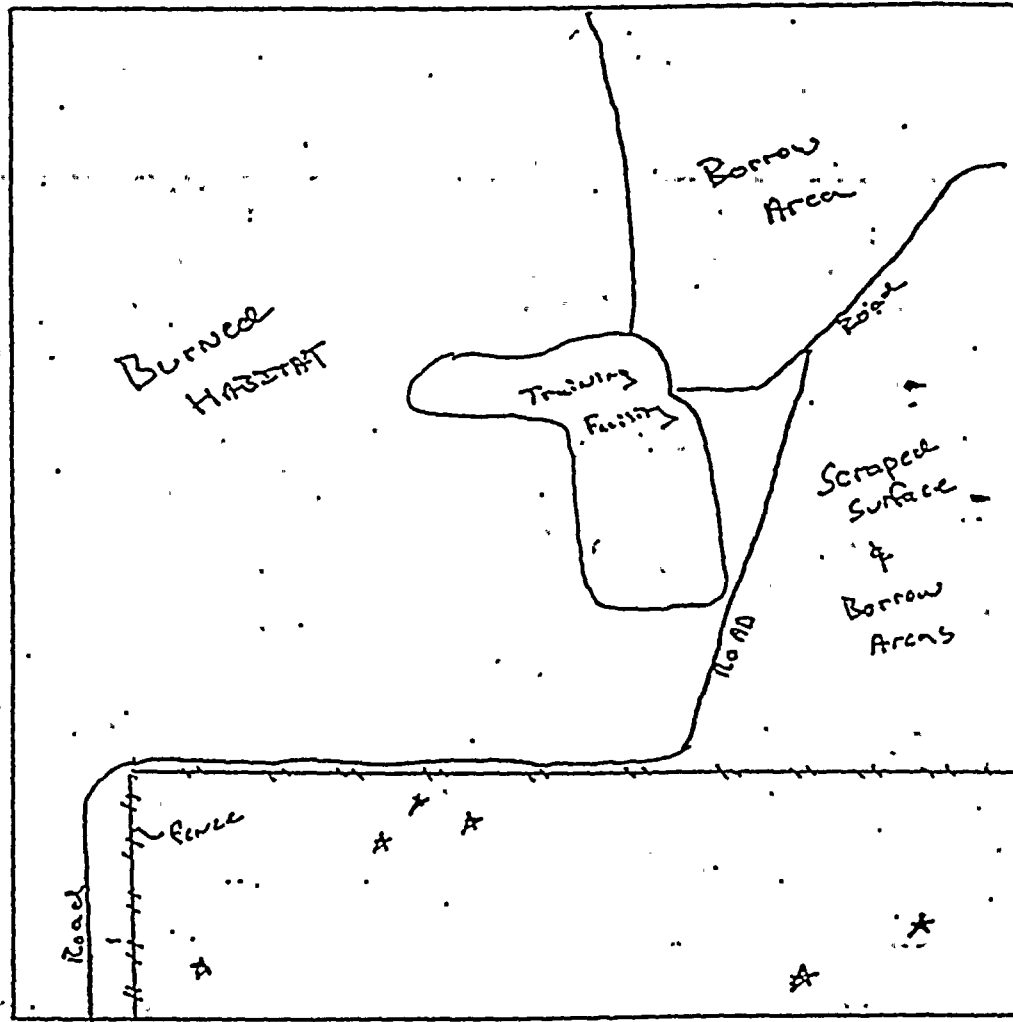 Borrow
Area
Road
Burned
HABITAT
Training
Facility
Scraped
Surface
&
Borrow
Areas
ROAD
Fence
Road